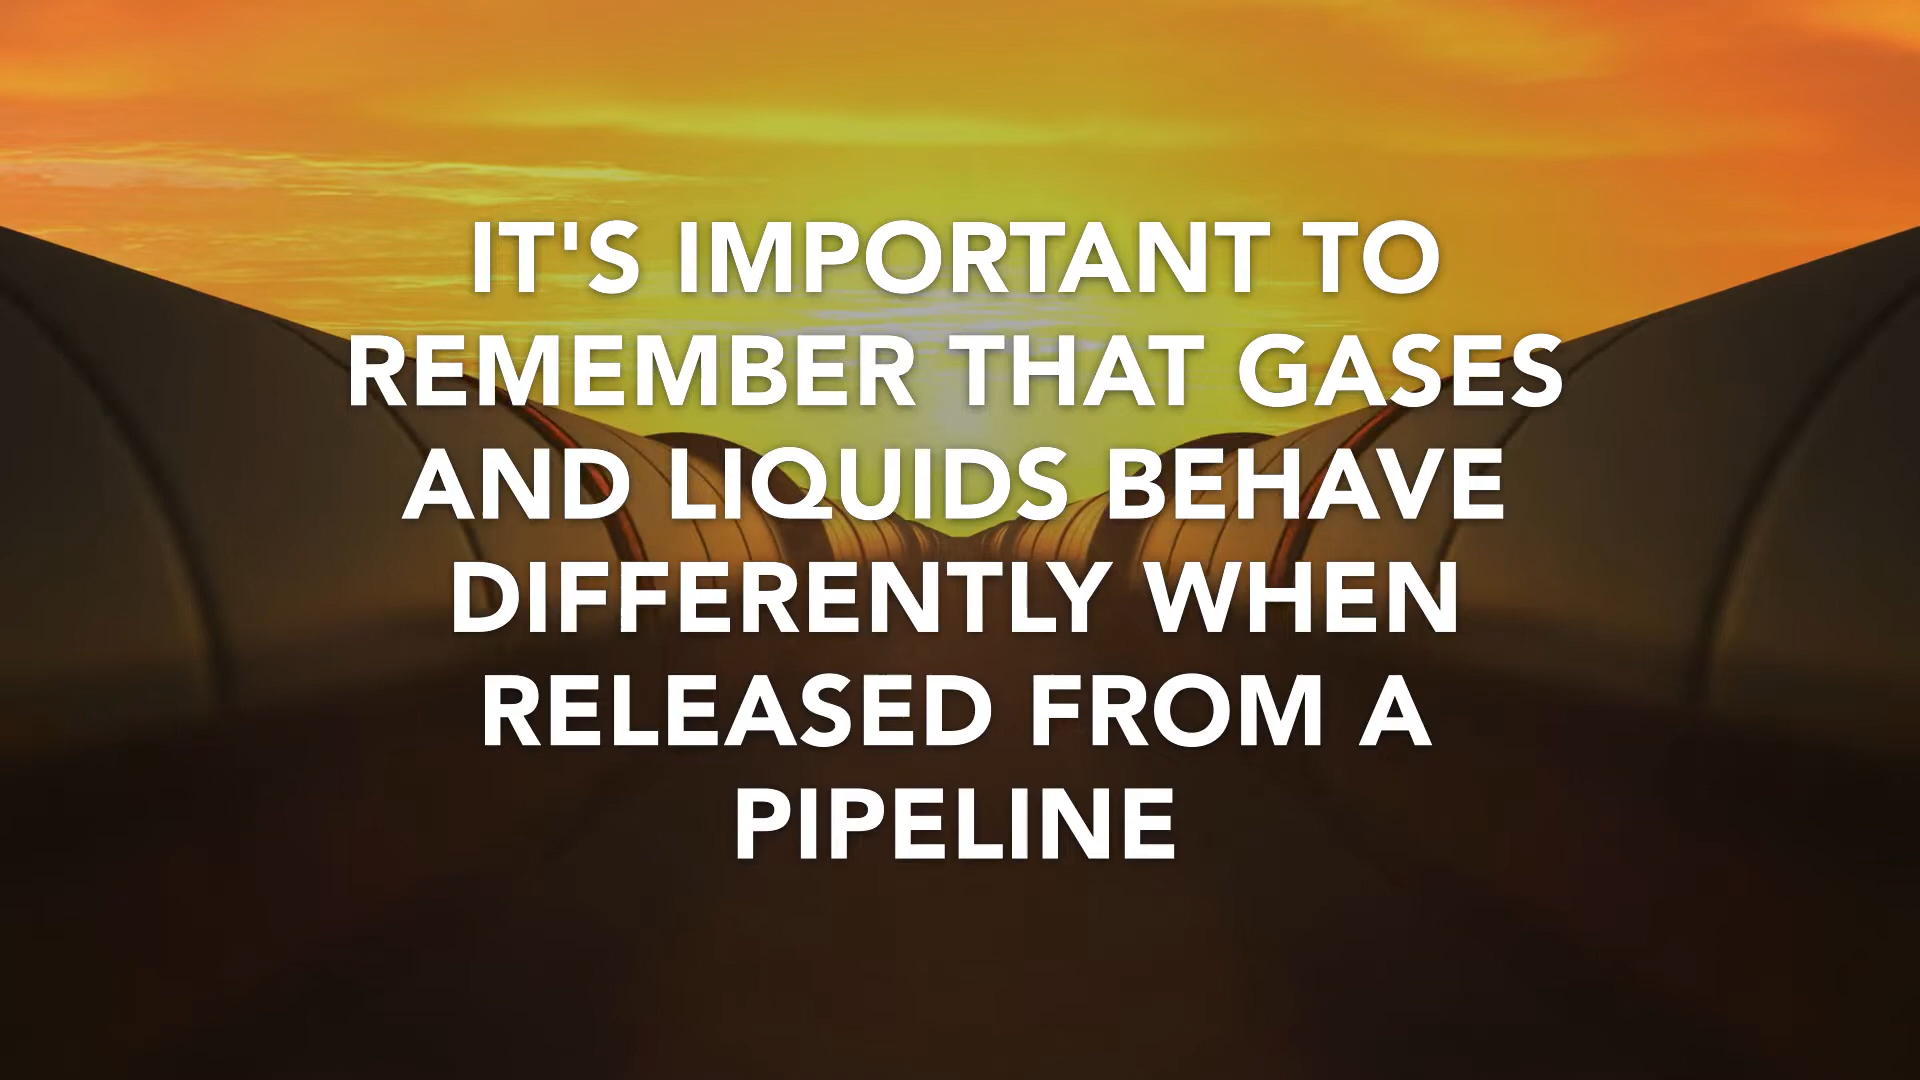 IT'S IMPORTANT TO
REMEMBER THAT GASES
AND LIQUIDS BEHAVE
DIFFERENTLY WHEN
RELEASED FROM A
PIPELINE